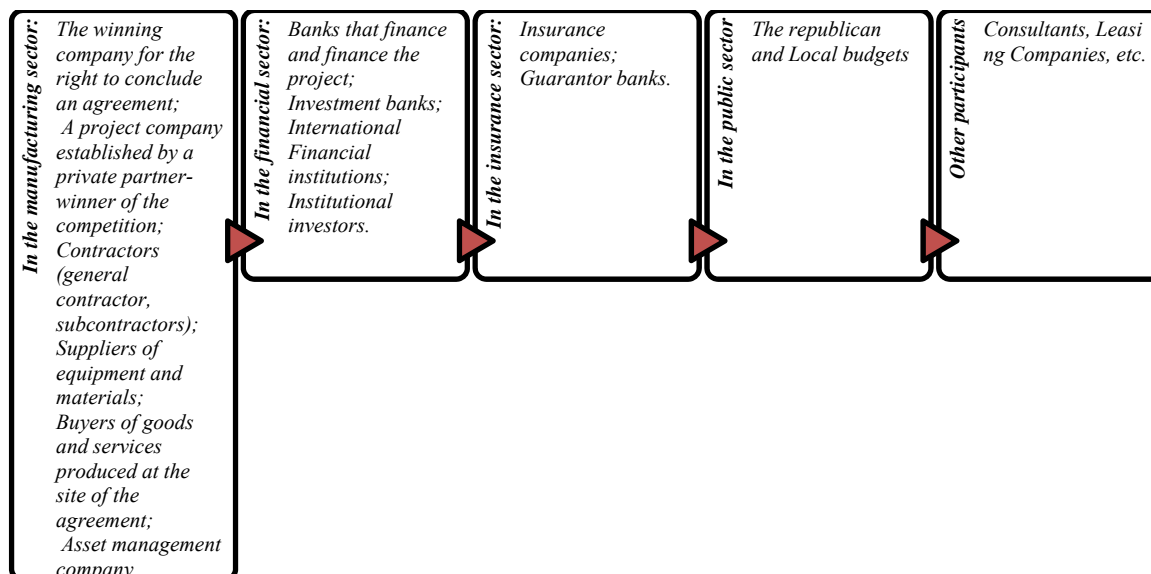 In the manufacturing sector::
The winning
company for the
right to conclude
an agreement;
A project company
established by a
private partner-
winner of the
competition;
Contractors
(general
contractor,
subcontractors);
Suppliers of
equipment and
materials;
Buyers of goods
and services
produced at the
site of the
agreement;
Asset management
company
In the financial sector::
Banks that finance
and finance the
project;
Investment banks;
International
Financial
institutions;
Institutional
investors.
In the insurance sector::
Insurance
companies;
Guarantor banks.
In the public sector
The republican
and Local budgets
Other participants
Consultants, Leasi
ng Companies, etc.